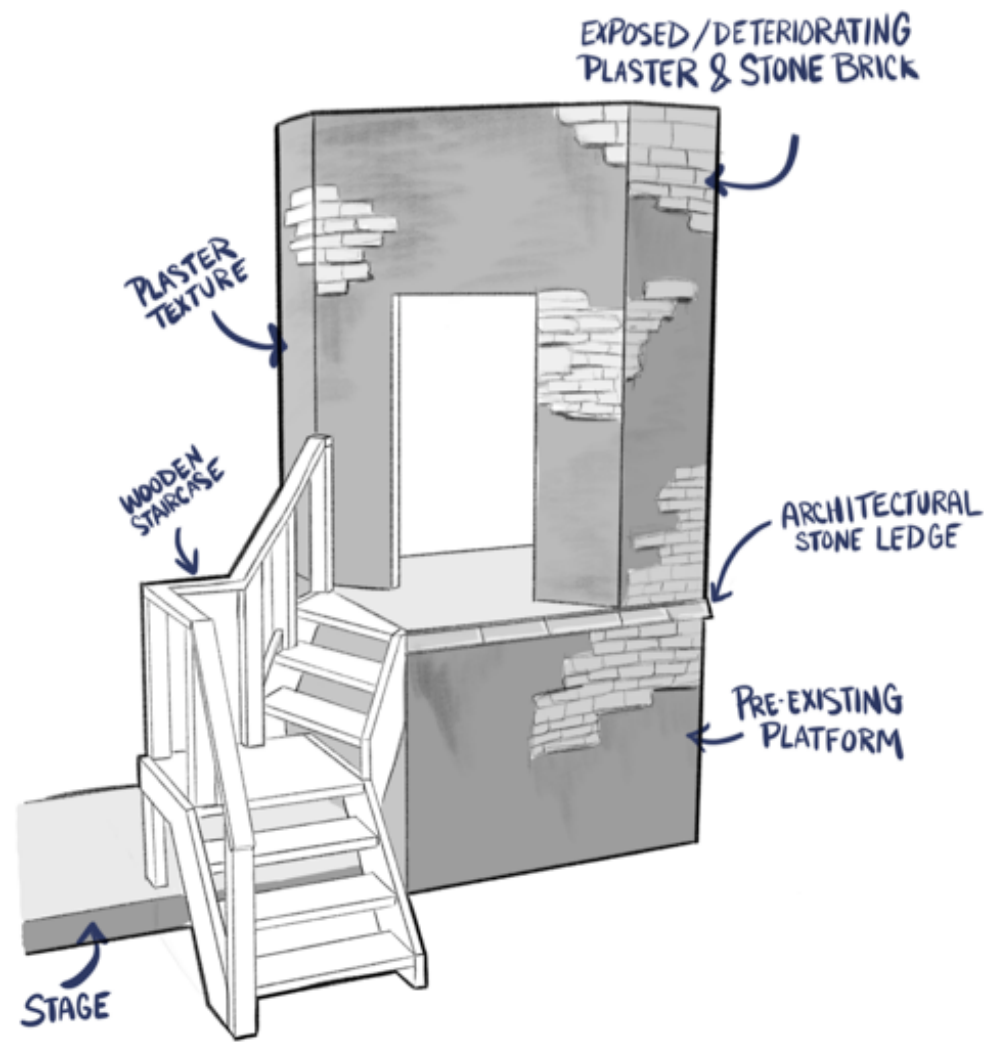 EXPOSED/DETERIORATING
PLASTER & STONE BRICK
PLASTER
TEXTURE
WOODEN
STAIRCASE
ARCHITECTURAL
STONE LEDGE
PRE-EXISTING
PLATFORM
STAGE